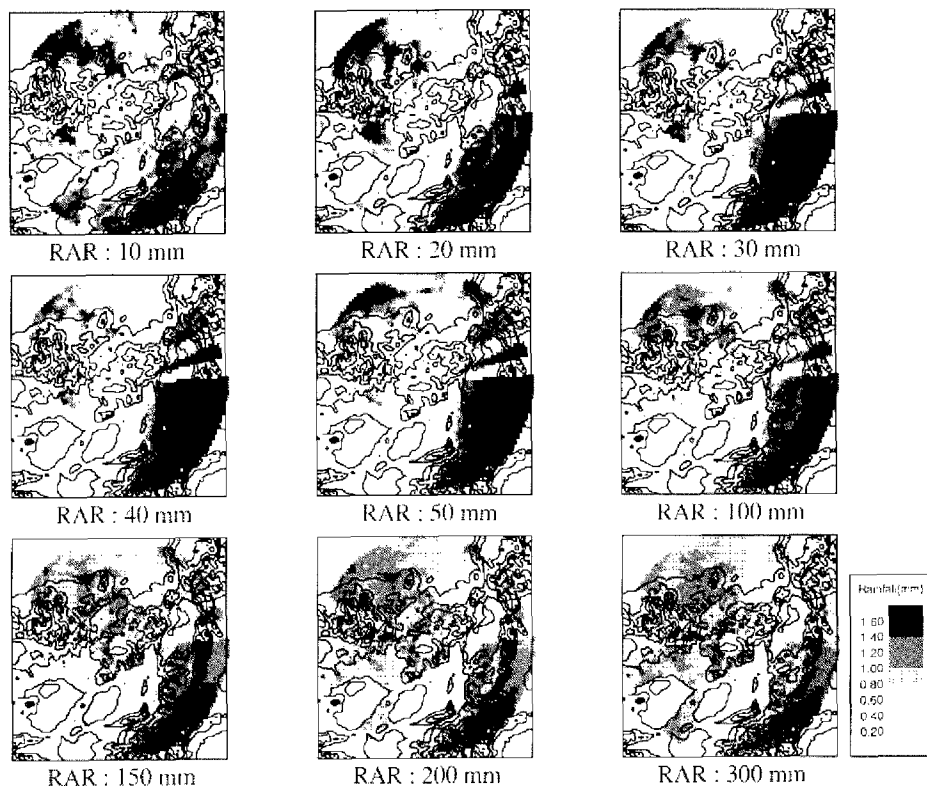 RAR : 10 mm
RAR : 20 mm
RAR : 30 mm
RAR : 40 mm
RAR : 50 mm
RAR : 100 mm
RAR : 150 mm
RAR : 200 mm
RAR : 300 mm
Rainfall(mm)
1.60
1.40
1.20
1.00
0.80
0.60
0.40
0.20